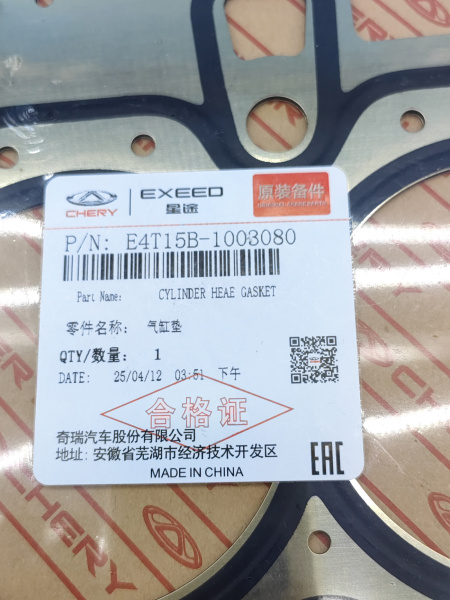 CHERY
EXEED
星途
原装备件
P/N: E4T15B-1003080
Part Name: CYLINDER HEAE GASKET
零件名称: 气缸垫
QTY/数量: 1
DATE: 25/04/12 03:51 下午
合格证
奇瑞汽车股份有限公司
地址: 安徽省芜湖市经济技术开发区
MADE IN CHINA
EAC
CHERY
CHERY